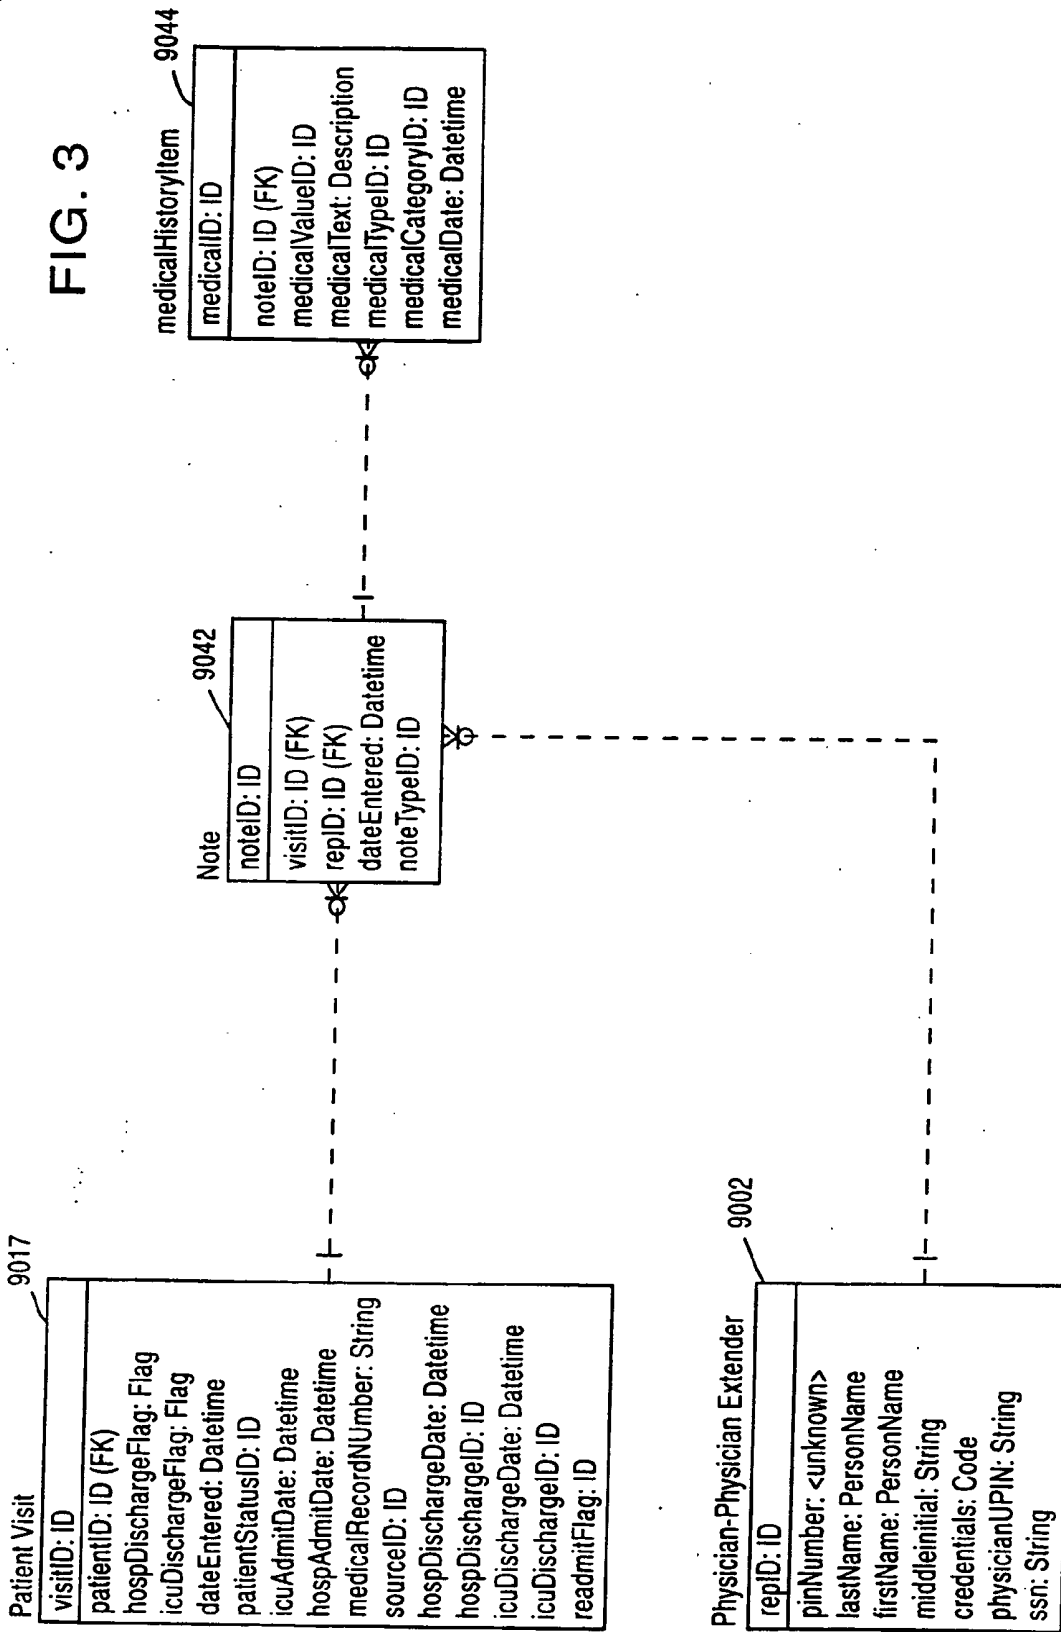 FIG. 3
Patient Visit
9017
visitID: ID
patientID: ID (FK)
hospDischargeFlag: Flag
icuDischargeFlag: Flag
dateEntered: Datetime
patientStatusID: ID
icuAdmitDate: Datetime
hospAdmitDate: Datetime
medicalRecordNUmber: String
sourceID: ID
hospDischargeDate: Datetime
hospDischargeID: ID
icuDischargeDate: Datetime
icuDischargeID: ID
readmitFlag: ID
Note
9042
noteID: ID
visitID: ID (FK)
repID: ID (FK)
dateEntered: Datetime
noteTypeID: ID
medicalHistoryItem
9044
medicalID: ID
noteID: ID (FK)
medicalValueID: ID
medicalText: Description
medicalTypeID: ID
medicalCategoryID: ID
medicalDate: Datetime
Physician-Physician Extender
9002
repID: ID
pinNumber: <unknown>
lastName: PersonName
firstName: PersonName
middleinitial: String
credentials: Code
physicianUPIN: String
ssn: String